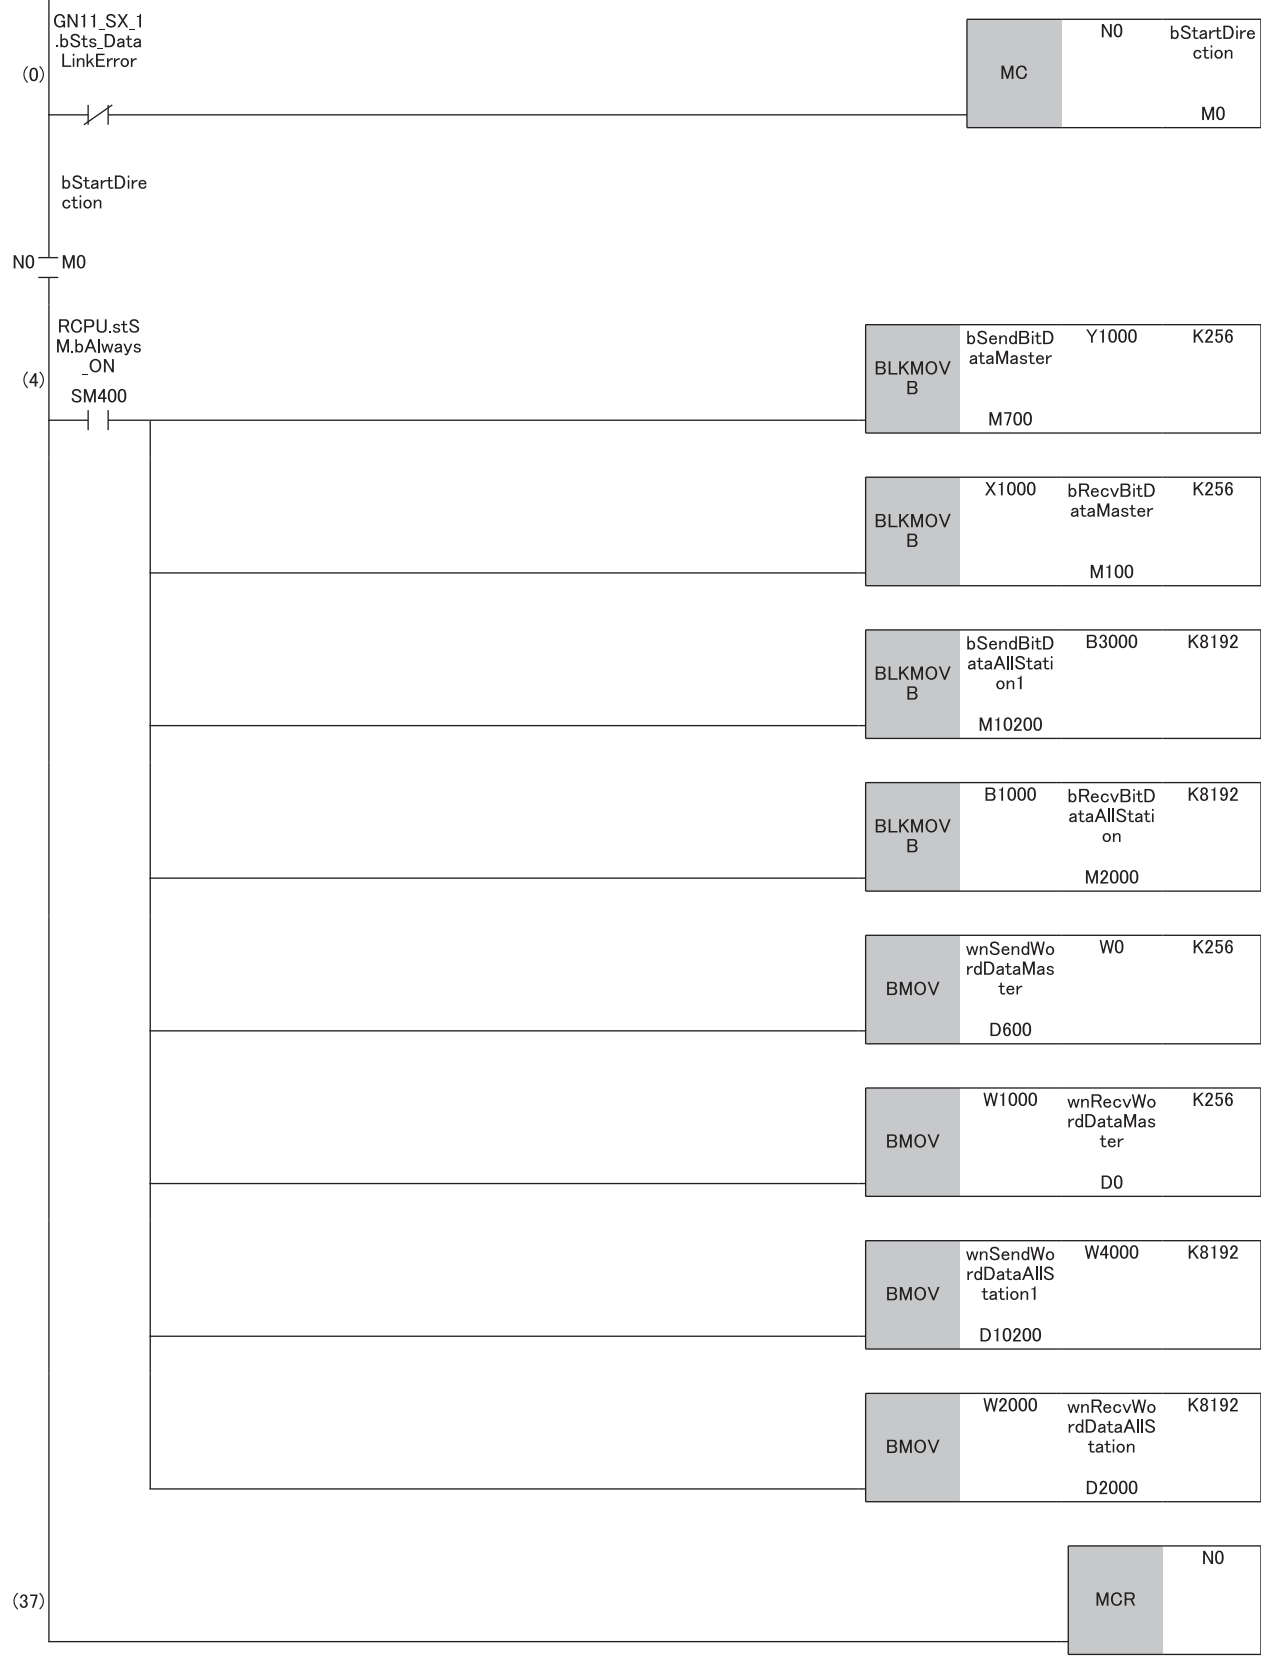 GN11_SX_1
.bSts_Data
LinkError
(0)
MC
N0
bStartDire
ction
M0
bStartDire
ction
N0
M0
RCPU.stS
M.bAlways
_ON
(4)
SM400
BLKMOV
B
bSendBitD
ataMaster
M700
Y1000
K256
BLKMOV
B
X1000
bRecvBitD
ataMaster
M100
K256
BLKMOV
B
bSendBitD
ataAllStati
on1
M10200
B3000
K8192
BLKMOV
B
B1000
bRecvBitD
ataAllStati
on
M2000
K8192
BMOV
wnSendWo
rdDataMas
ter
D600
W0
K256
BMOV
W1000
wnRecvWo
rdDataMas
ter
D0
K256
BMOV
wnSendWo
rdDataAllS
tation1
D10200
W4000
K8192
BMOV
W2000
wnRecvWo
rdDataAllS
tation
D2000
K8192
(37)
MCR
N0